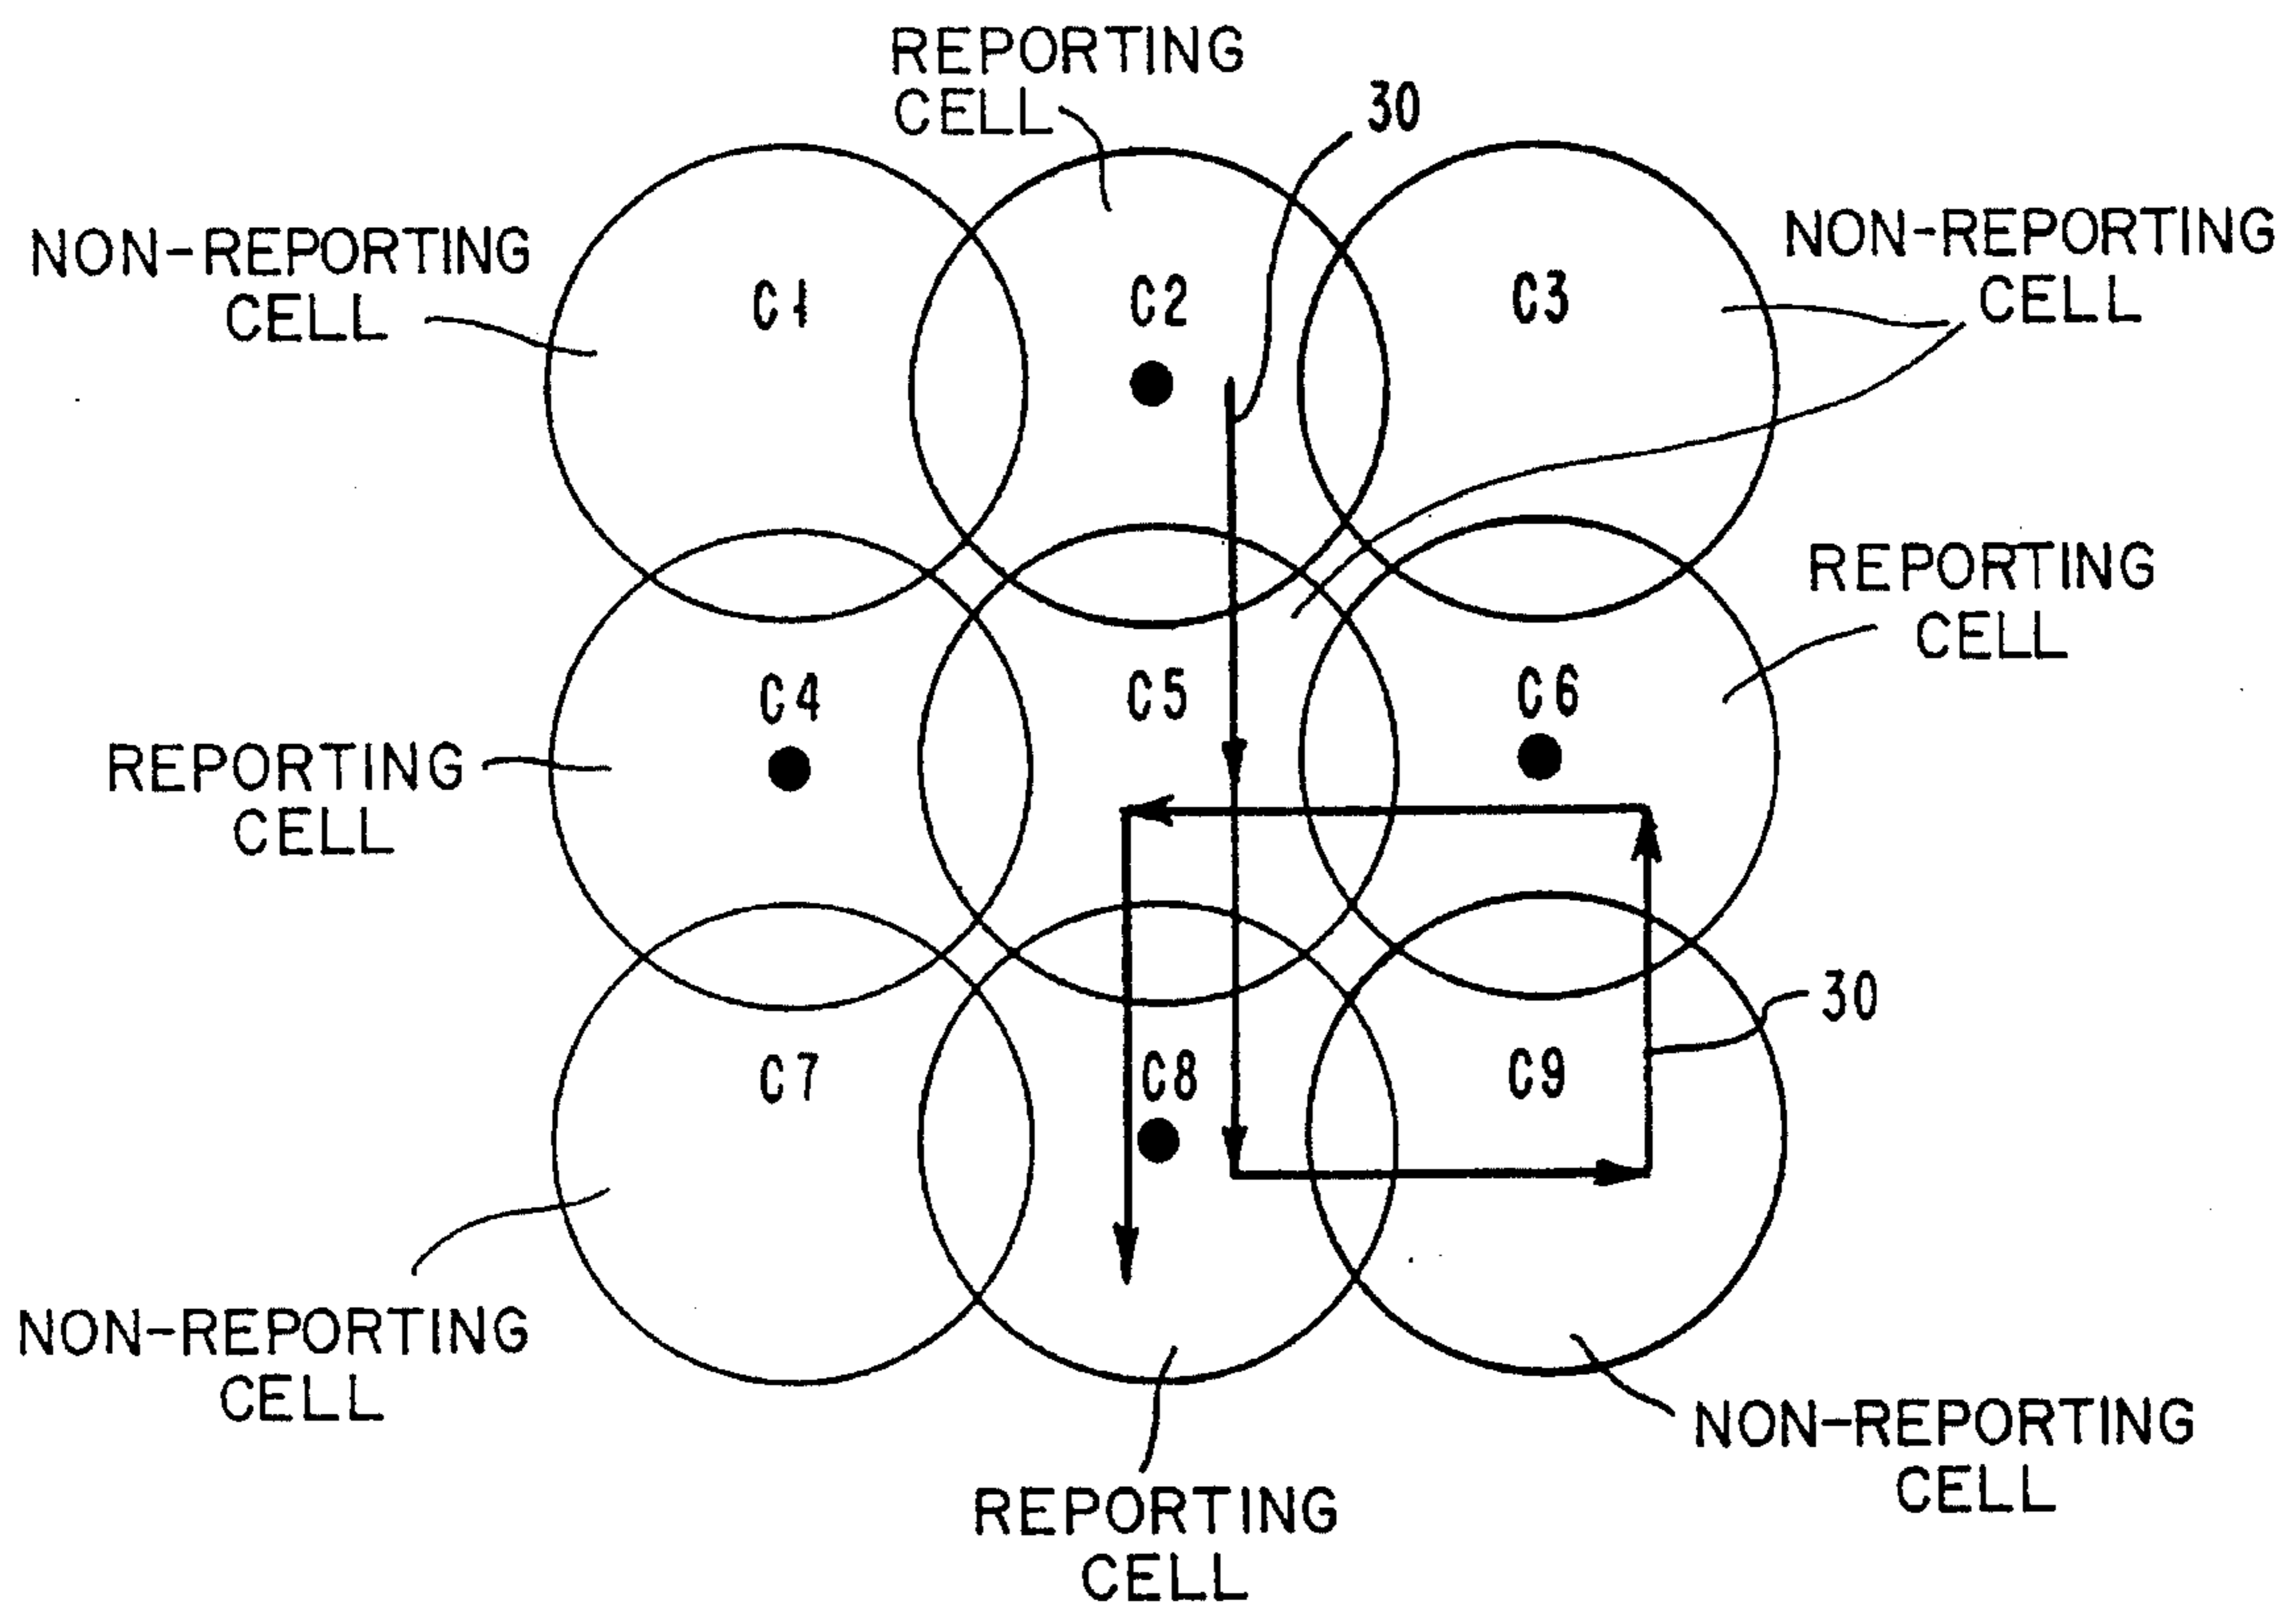 REPORTING
CELL
30
NON-REPORTING
CELL
NON-REPORTING
CELL
C1
C2
C3
REPORTING
CELL
C4
C5
C6
REPORTING
CELL
30
C7
C8
C9
NON-REPORTING
CELL
NON-REPORTING
CELL
REPORTING
CELL